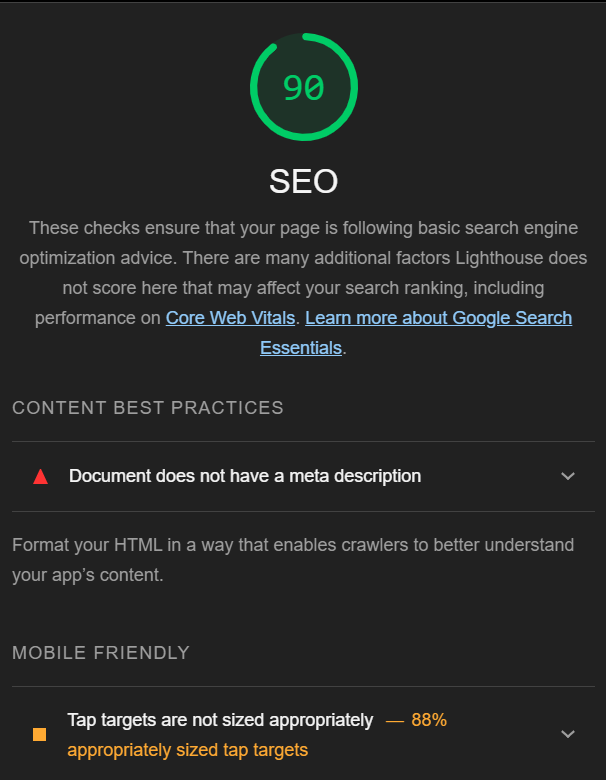 90
SEO
These checks ensure that your page is following basic search engine
optimization advice. There are many additional factors Lighthouse does
not score here that may affect your search ranking, including
performance on Core Web Vitals. Learn more about Google Search
Essentials.
CONTENT BEST PRACTICES
Document does not have a meta description
Format your HTML in a way that enables crawlers to better understand
your app’s content.
MOBILE FRIENDLY
Tap targets are not sized appropriately — 88%
appropriately sized tap targets